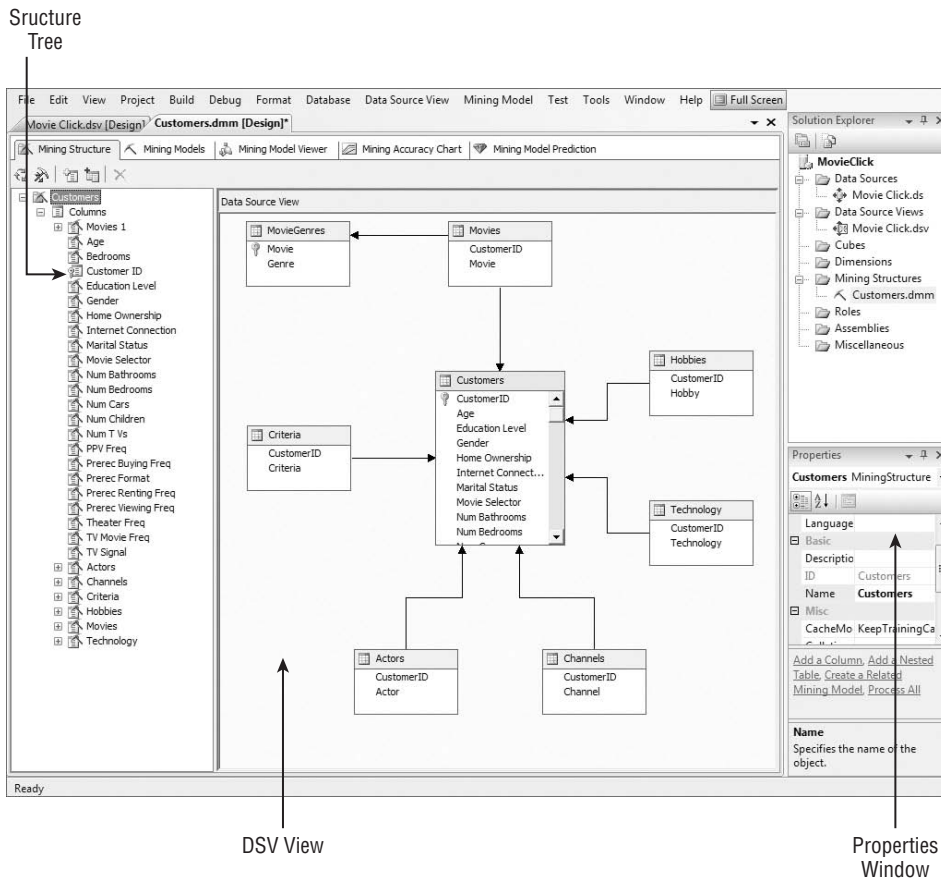 Sructure
Tree
File Edit View Project Build Debug Format Database Data Source View Mining Model Test Tools Window Help Full Screen
Movie Click.dsv [Design] Customers.dmm [Design]*
Mining Structure Mining Models Mining Model Viewer Mining Accuracy Chart Mining Model Prediction
Customers
Columns
Movies 1
Age
Bedrooms
Customer ID
Education Level
Gender
Home Ownership
Internet Connection
Marital Status
Movie Selector
Num Bathrooms
Num Bedrooms
Num Cars
Num Children
Num T Vs
PPV Freq
Prerec Buying Freq
Prerec Format
Prerec Renting Freq
Prerec Viewing Freq
Theater Freq
TV Movie Freq
TV Signal
Actors
Channels
Criteria
Hobbies
Movies
Technology
Data Source View
MovieGenres
Movie
Genre
Movies
CustomerID
Movie
Customers
CustomerID
Age
Education Level
Gender
Home Ownership
Internet Connect...
Marital Status
Movie Selector
Num Bathrooms
Num Bedrooms
Hobbies
CustomerID
Hobby
Criteria
CustomerID
Criteria
Technology
CustomerID
Technology
Actors
CustomerID
Actor
Channels
CustomerID
Channel
Solution Explorer
MovieClick
Data Sources
Movie Click.ds
Data Source Views
Movie Click.dsv
Cubes
Dimensions
Mining Structures
Customers.dmm
Roles
Assemblies
Miscellaneous
Properties
Customers MiningStructure
Language
Basic
Descriptio
ID Customers
Name Customers
Misc
CacheMo KeepTrainingCa
Add a Column, Add a Nested
Table, Create a Related
Mining Model, Process All
Name
Specifies the name of the
object.
Ready
DSV View
Properties
Window